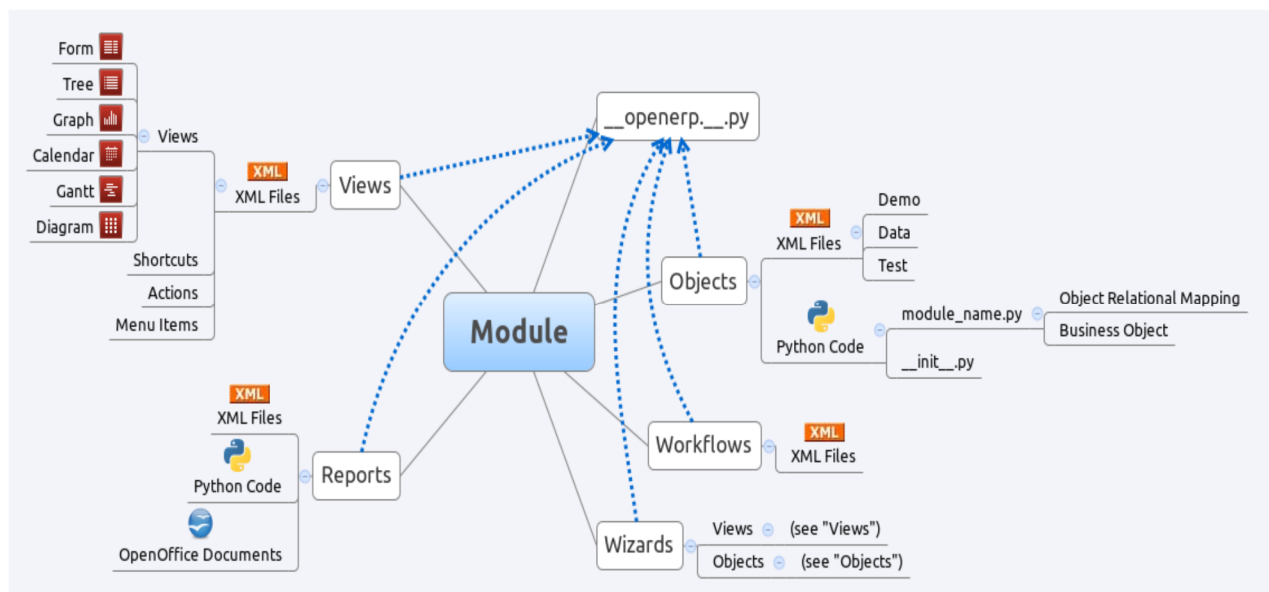 Form
Tree
Graph
Calendar
Gantt
Diagram
Views
Shortcuts
Actions
Menu Items
XML
XML Files
Views
__openerp.__.py
Module
Objects
XML
XML Files
Demo
Data
Test
Python Code
module_name.py
Object Relational Mapping
Business Object
__init__.py
Workflows
XML
XML Files
Wizards
Views
(see "Views")
Objects
(see "Objects")
Reports
XML
XML Files
Python Code
OpenOffice Documents